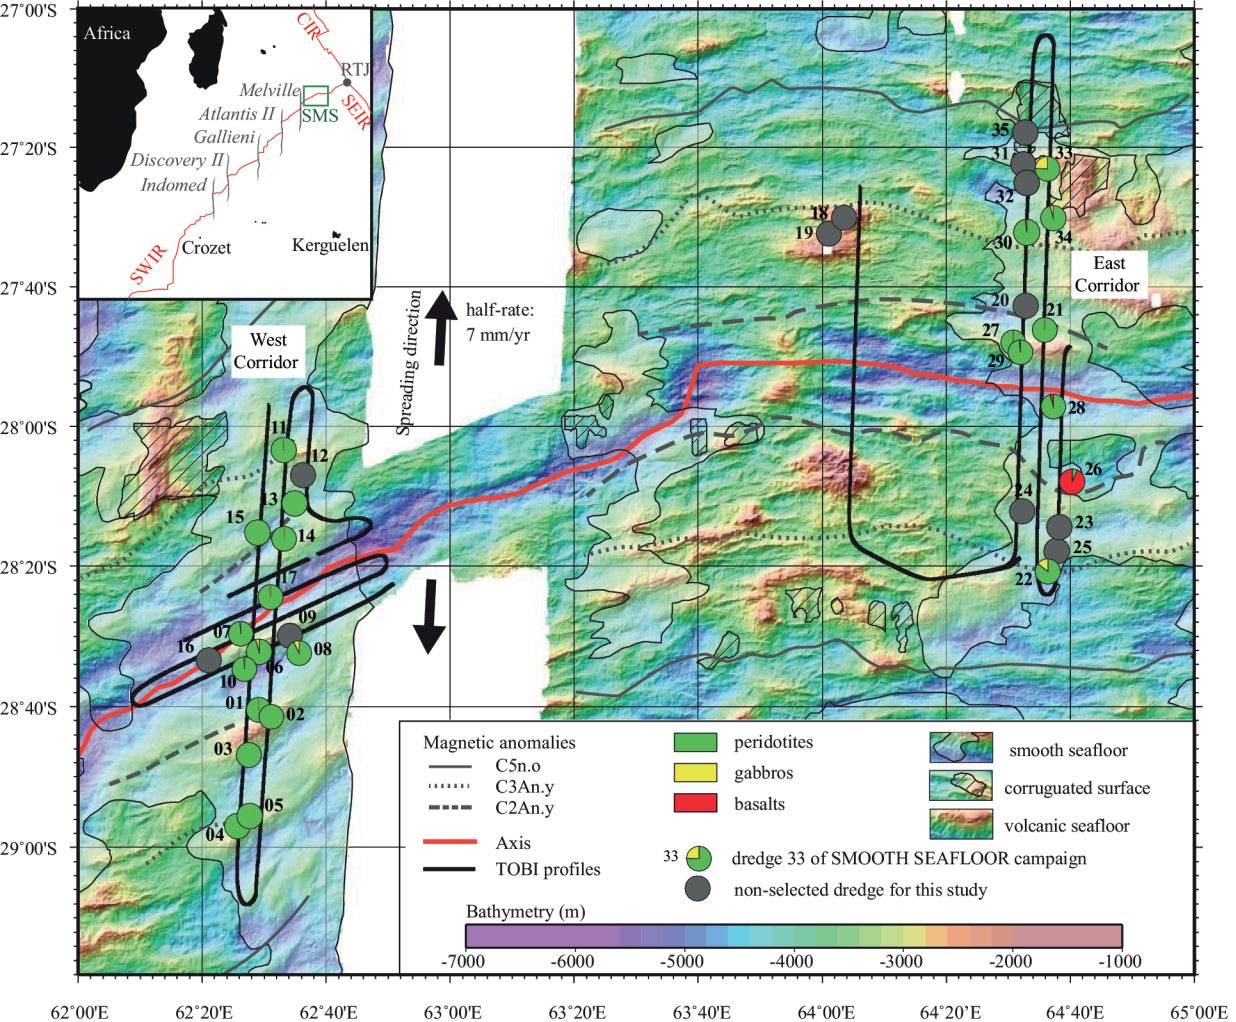 27°00'S
27°20'S
27°40'S
28°00'S
28°20'S
28°40'S
29°00'S
Africa
CIR
RTJ
Melville
SMS
SEIR
Atlantis II
Gallieni
Discovery II
Indomed
SWIR
Crozet
Kerguelen
West
Corridor
Spreading direction
half-rate:
7 mm/yr
East
Corridor
35
31
33
32
30
34
18
19
20
21
27
29
28
26
24
23
25
22
11
12
13
15
14
17
07
09
16
08
06
10
01
02
03
05
04
Magnetic anomalies
C5n.o
C3An.y
C2An.y
Axis
TOBI profiles
peridotites
gabbros
basalts
smooth seafloor
corruguated surface
volcanic seafloor
33
dredge 33 of SMOOTH SEAFLOOR campaign
non-selected dredge for this study
Bathymetry (m)
-7000 -6000 -5000 -4000 -3000 -2000 -1000
62°00'E 62°20'E 62°40'E 63°00'E 63°20'E 63°40'E 64°00'E 64°20'E 64°40'E 65°00'E